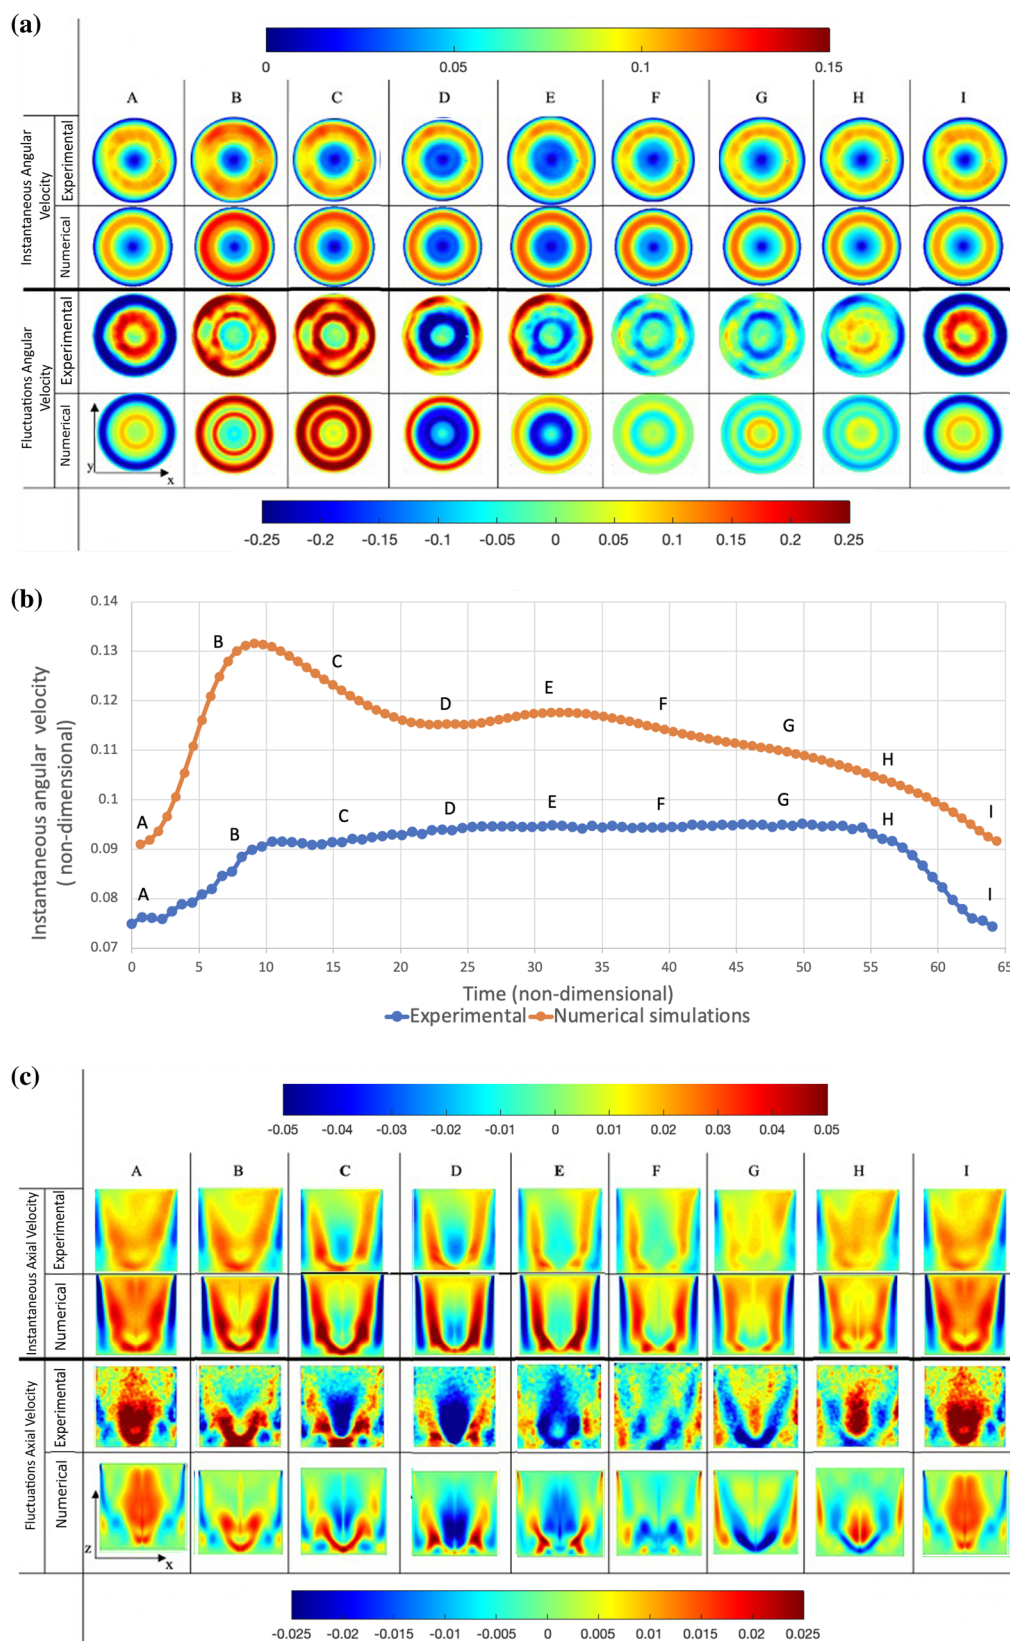 (a)
0 0.05 0.1 0.15
A B C D E F G H I
Instantaneous Angular Velocity
Experimental
Numerical
Fluctuations Angular Velocity
Experimental
Numerical
y
x
-0.25 -0.2 -0.15 -0.1 -0.05 0 0.050 0.1 0.15 0.2 0.25
(b)
0.14
0.13
0.12
0.11
0.1
0.09
0.08
0.07
Instantaneous angular velocity
( non-dimensional)
B
C
D
E
F
G
H
I
A
A
B
C
D
E
F
G
H
I
0 5 10 15 20 25 30 35 40 45 50 55 60 65
Time (non-dimensional)
Experimental Numerical simulations
(c)
-0.05 -0.04 -0.03 -0.02 -0.01 0 0.01 0.02 0.03 0.04 0.05
A B C D E F G H I
Instantaneous Axial Velocity
Experimental
Numerical
Fluctuations Axial Velocity
Experimental
Numerical
z
x
-0.025 -0.02 -0.015 -0.01 -0.005 0 0.005 0.01 0.015 0.02 0.025